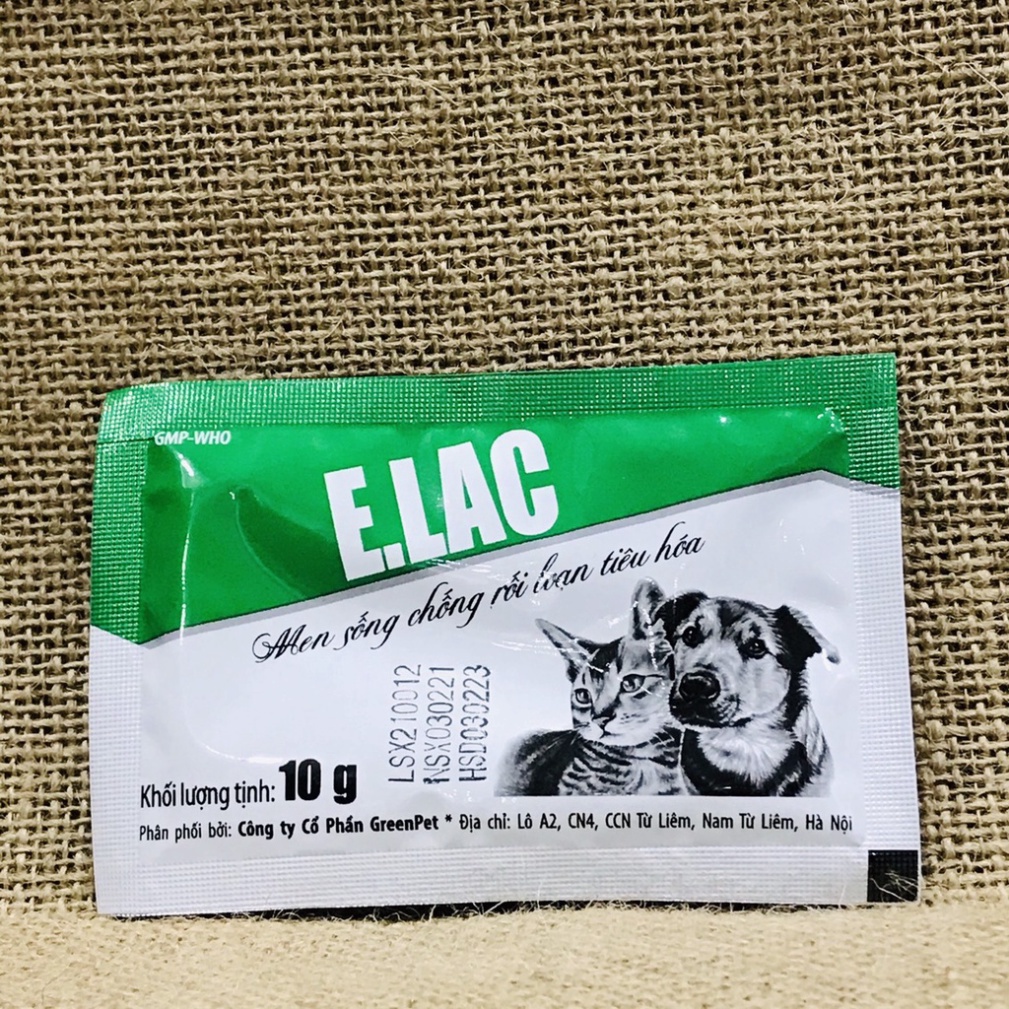 GMP-WHO
E.LAC
Men sống chống rối loạn tiêu hóa
LSX210012
NSX030221
HSD030223
Khối lượng tịnh: 10 g
Phân phối bởi: Công ty Cổ Phần GreenPet * Địa chỉ: Lô A2, CN4, CCN Từ Liêm, Nam Từ Liêm, Hà Nội